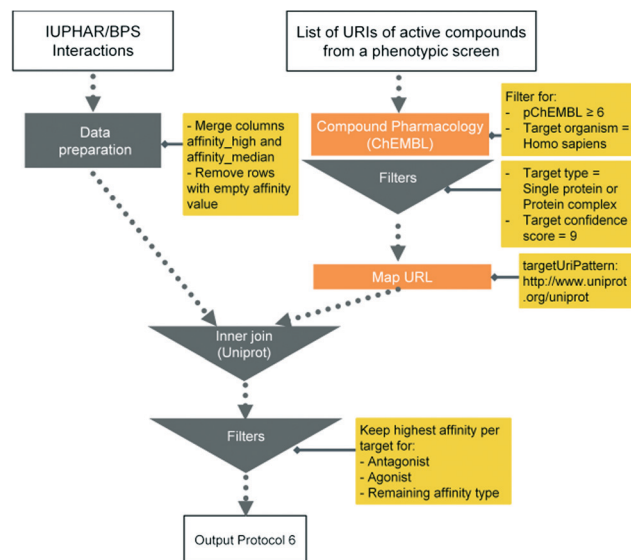 IUPHAR/BPS
Interactions
List of URIs of active compounds
from a phenotypic screen
Data
preparation
- Merge columns
affinity_high and
affinity_median
- Remove rows
with empty affinity
value
Compound Pharmacology
(ChEMBL)
Filter for:
- pChEMBL ≥ 6
- Target organism =
Homo sapiens
Filters
- Target type =
Single protein or
Protein complex
- Target confidence
score = 9
Map URL
targetUriPattern:
http://www.uniprot
.org/uniprot
Inner join
(Uniprot)
Filters
Keep highest affinity per
target for:
- Antagonist
- Agonist
- Remaining affinity type
Output Protocol 6